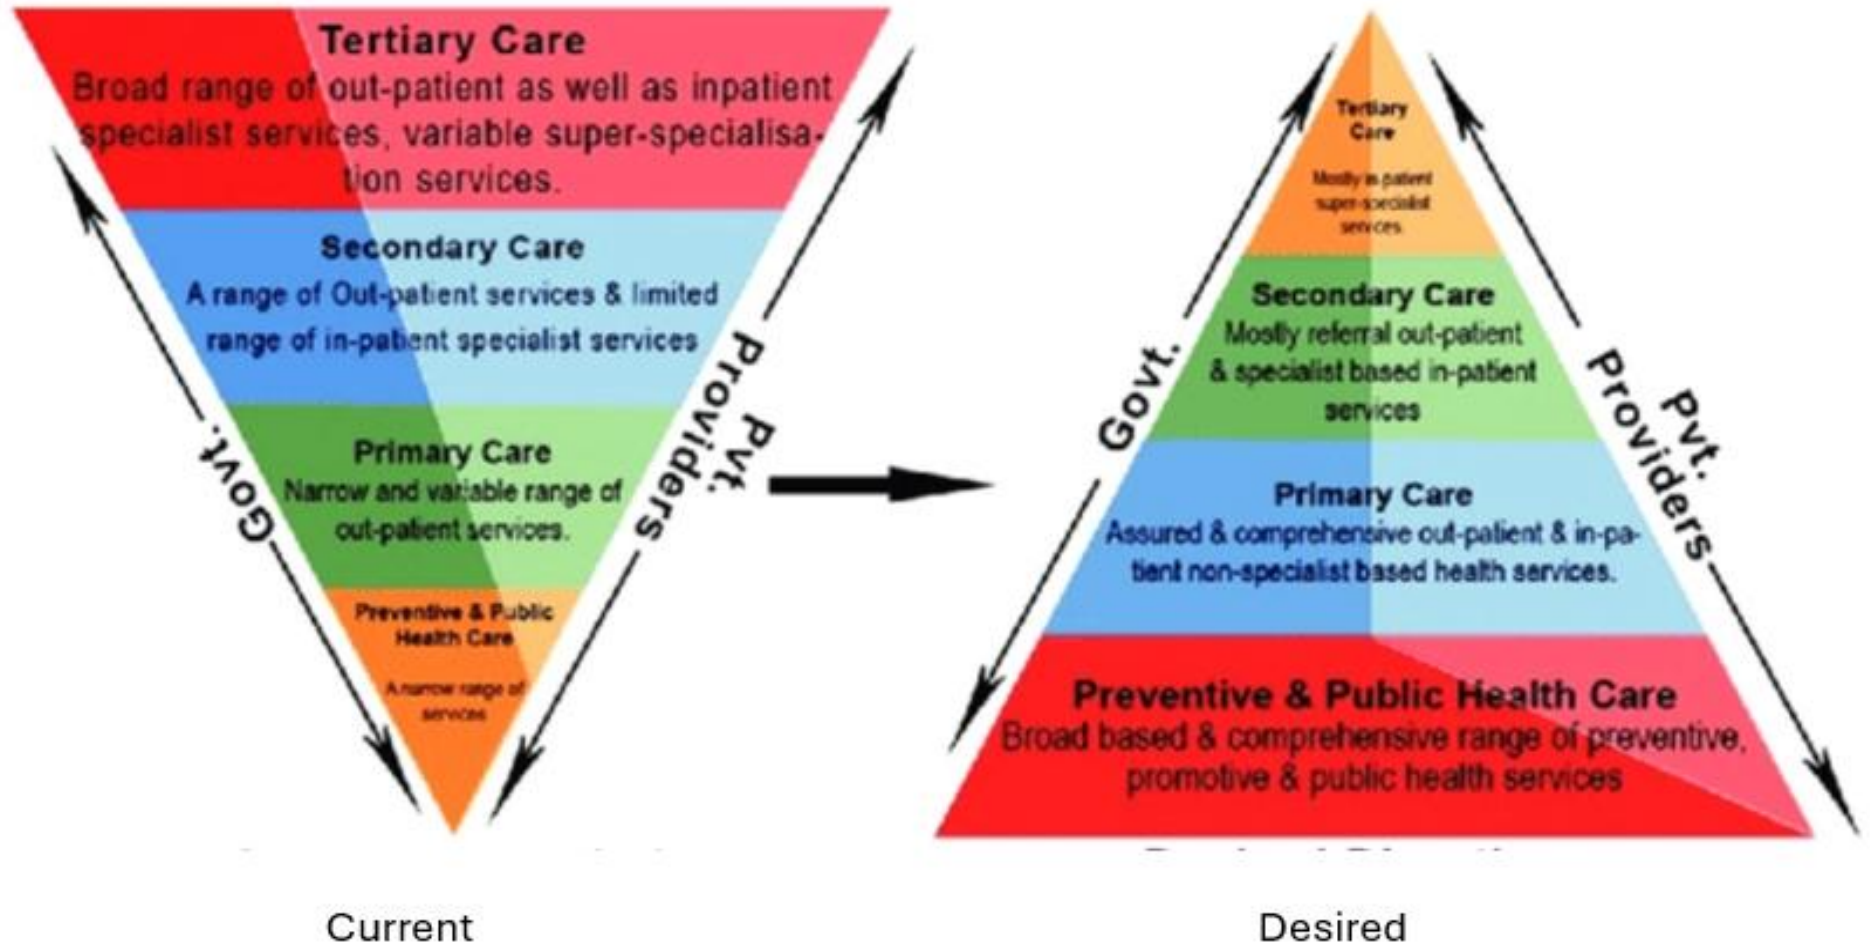 Tertiary Care
Broad range of out-patient as well as inpatient
specialist services, variable super-specialisa-
tion services.
Secondary Care
A range of Out-patient services & limited
range of in-patient specialist services
Primary Care
Narrow and variable range of
out-patient services.
Preventive & Public
Health Care
A narrow range of
services
Govt.
Pvt.
Providers
Tertiary
Care
Mostly in-patient
super-specialist
services
Secondary Care
Mostly referral out-patient
& specialist based in-patient
services
Primary Care
Assured & comprehensive out-patient & in-pa-
tient non-specialist based health services.
Preventive & Public Health Care
Broad based & comprehensive range of preventive,
promotive & public health services
Govt.
Pvt.
Providers
Current
Desired